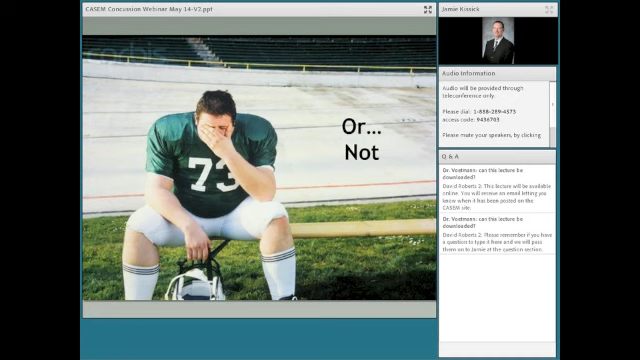 CASEM Concussion Webinar May 14-V2.ppt
Or...
Not
73
Jamie Kissick
Audio Information
Audio will be provided through
teleconference only.
Please dial: 1-888-289-4573
access code: 9436703
Please mute your speakers, by clicking
Q & A
Dr. Vostmann: can this lecture be
downloaded?
David Roberts 2: This lecture will be available
online. You will receive an email letting you
know when it has been posted on the
CASEM site.
Dr. Vostmann: can this lecture be
downloaded?
David Roberts 2: Please remember if you have
a question to type it here and we will pass
them on to Jamie at the question section.